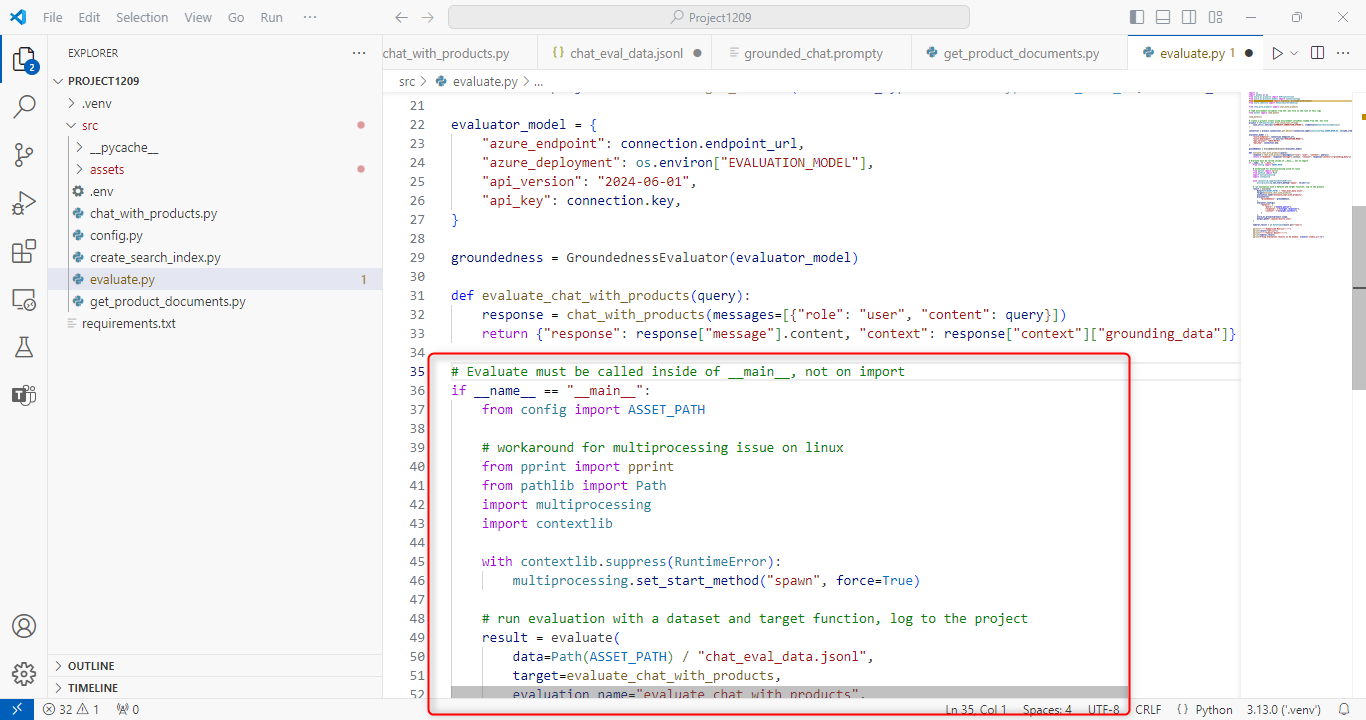 File Edit Selection View Go Run ···
Project1209
EXPLORER
2
PROJECT1209
.venv
src
__pycache__
assets
.env
chat_with_products.py
config.py
create_search_index.py
evaluate.py 1
get_product_documents.py
requirements.txt
OUTLINE
TIMELINE
chat_with_products.py
{} chat_eval_data.jsonl
grounded_chat.prompty
get_product_documents.py
evaluate.py 1
src > evaluate.py > ...
21
22 evaluator_model = {
23 "azure_endpoint": connection.endpoint_url,
24 "azure_deployment": os.environ["EVALUATION_MODEL"],
25 "api_version": "2024-06-01",
26 "api_key": connection.key,
27 }
28
29 groundedness = GroundednessEvaluator(evaluator_model)
30
31 def evaluate_chat_with_products(query):
32 response = chat_with_products(messages=[{"role": "user", "content": query}])
33 return {"response": response["message"].content, "context": response["context"]["grounding_data"]}
34
35 # Evaluate must be called inside of __main__, not on import
36 if __name__ == "__main__":
37 from config import ASSET_PATH
38
39 # workaround for multiprocessing issue on linux
40 from pprint import pprint
41 from pathlib import Path
42 import multiprocessing
43 import contextlib
44
45 with contextlib.suppress(RuntimeError):
46 multiprocessing.set_start_method("spawn", force=True)
47
48 # run evaluation with a dataset and target function, log to the project
49 result = evaluate(
50 data=Path(ASSET_PATH) / "chat_eval_data.jsonl",
51 target=evaluate_chat_with_products,
52 evaluation_name="evaluate_chat_with_products",
32 1 0 Ln 35, Col 1 Spaces: 4 UTF-8 CRLF {} Python 3.13.0 ('.venv')